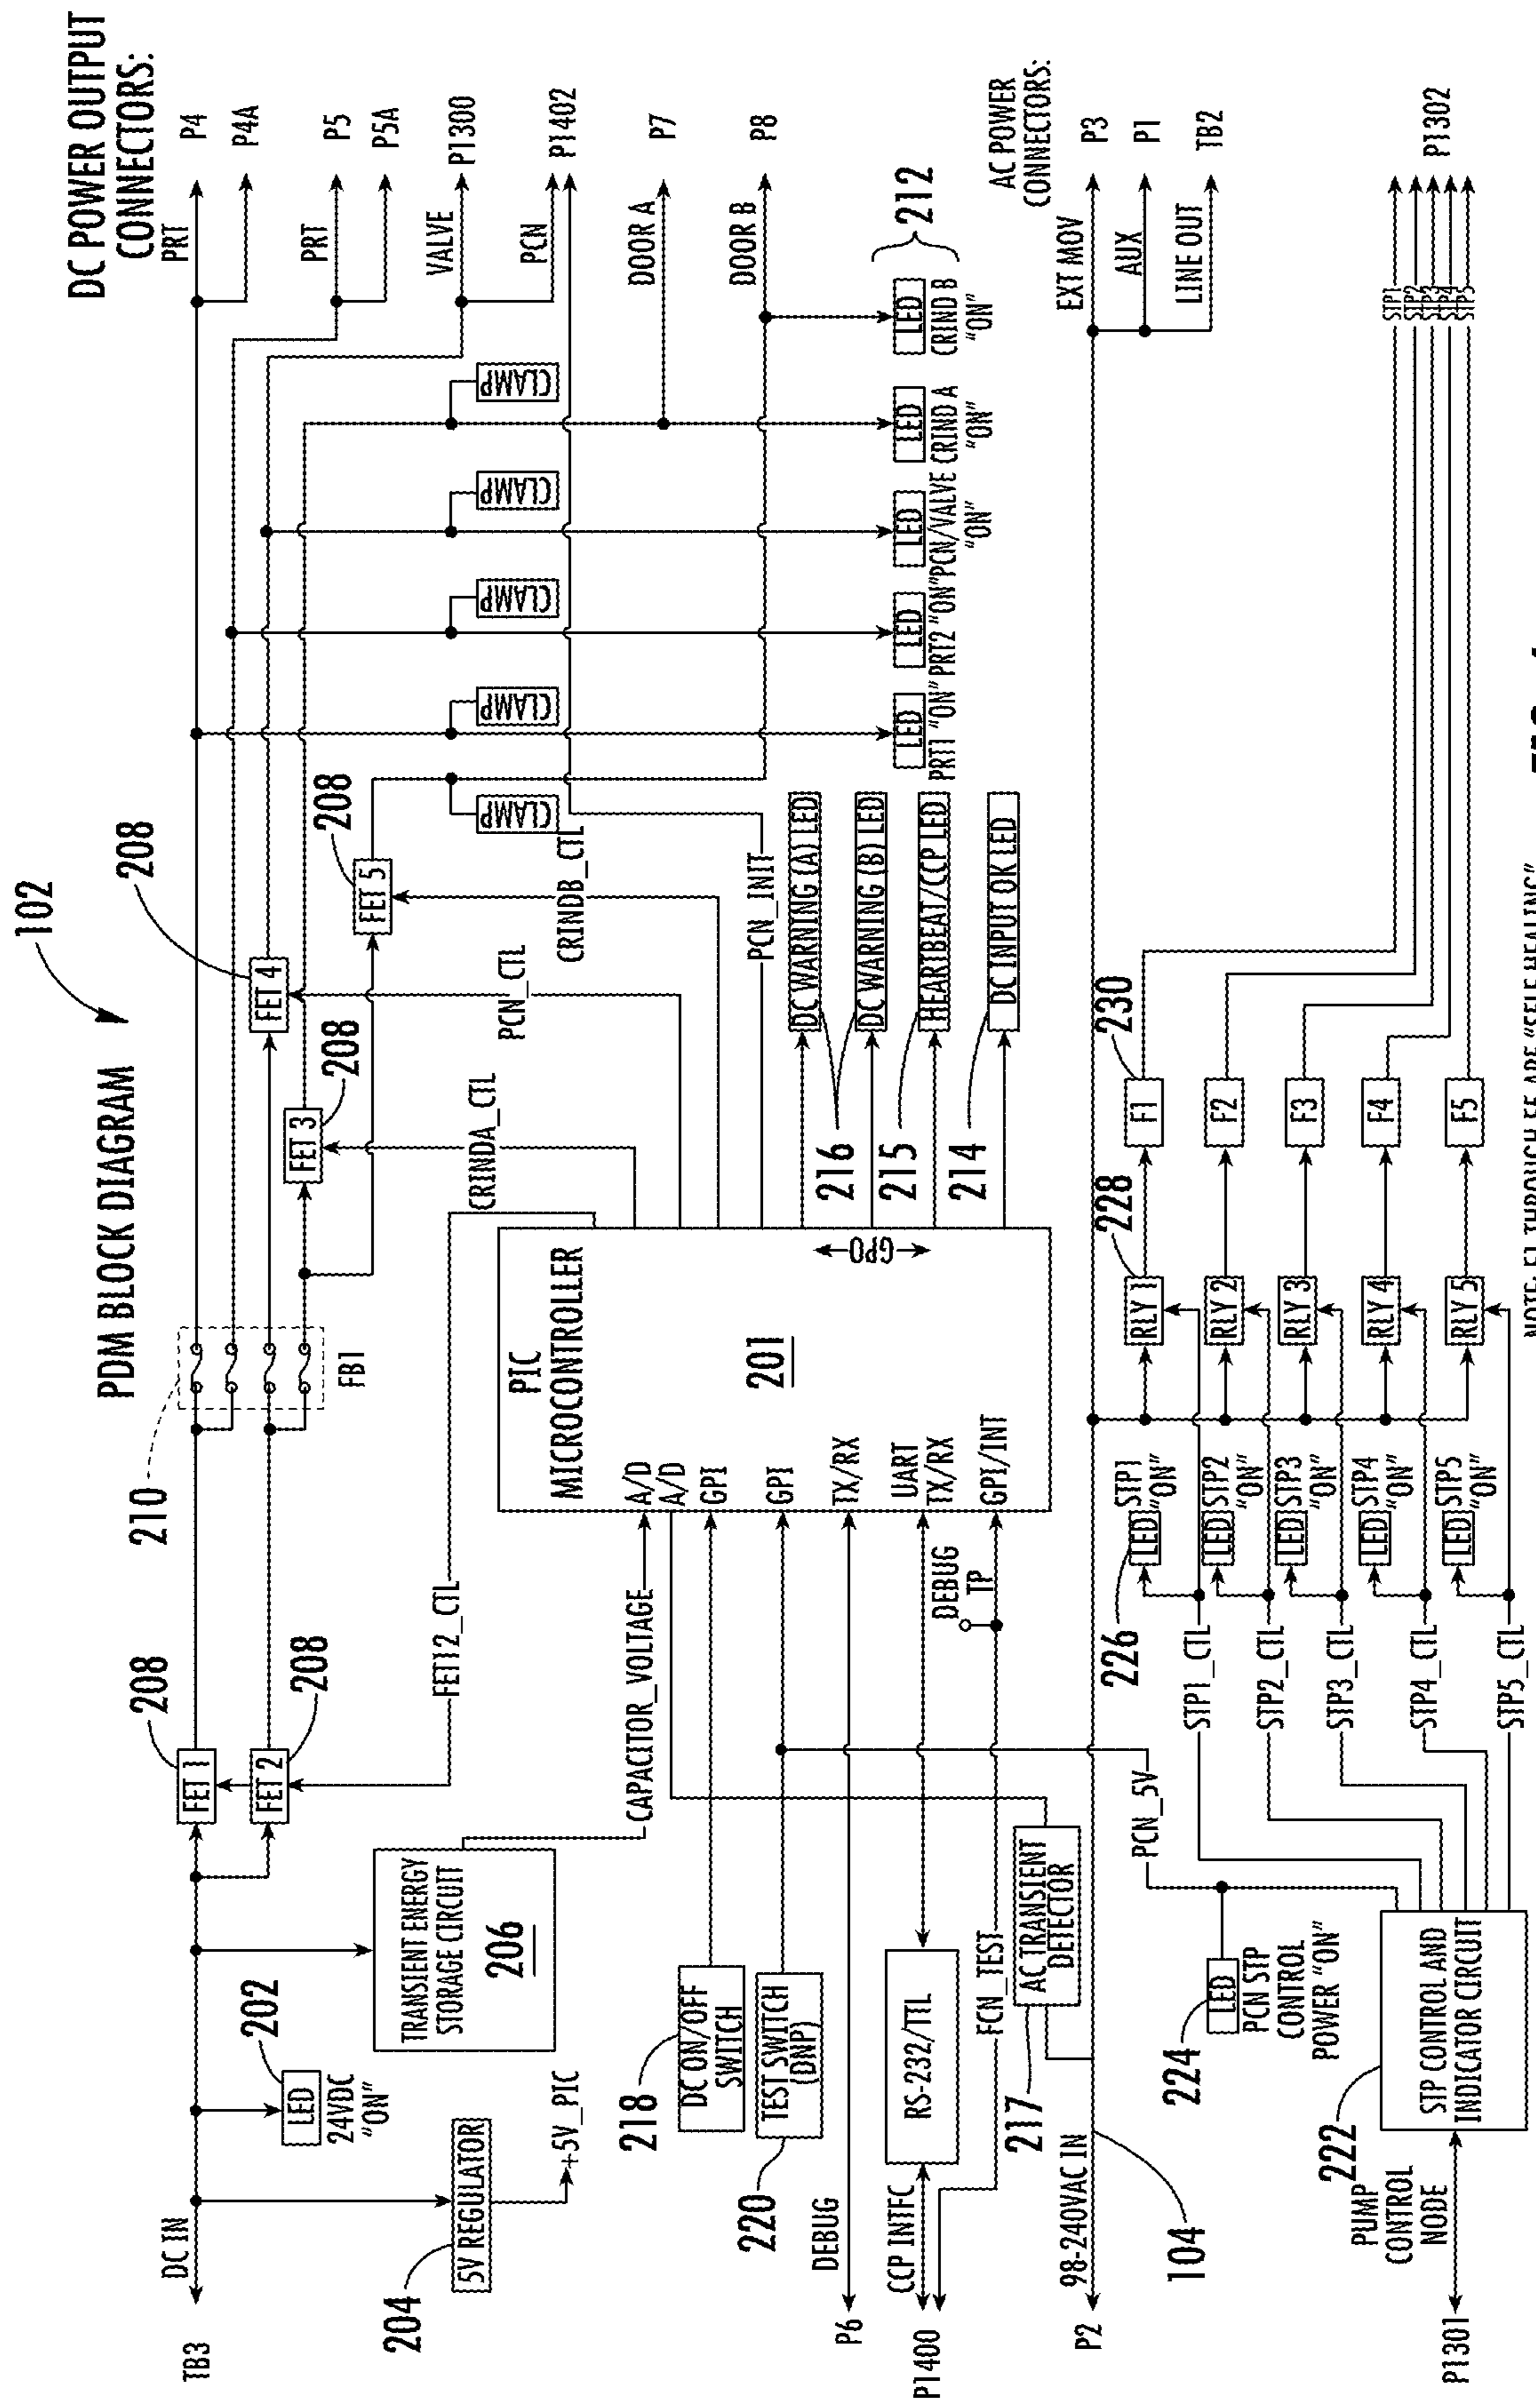 PDM BLOCK DIAGRAM
102
DC POWER OUTPUT
CONNECTORS:
TB3
DC IN
204
5V REGULATOR
+5V_PIC
202
LED
24VDC
"ON"
TRANSIENT ENERGY
STORAGE CIRCUIT
206
208
FET 1
208
FET 2
FET12_CTL
CAPACITOR_VOLTAGE
210
FB1
208
FET 3
CRINDA_CTL
208
FET 4
PCN_CTL
208
FET 5
CRINDB_CTL
PCN_INIT
CLAMP
CLAMP
CLAMP
CLAMP
CLAMP
PRT
P4
P4A
PRT
P5
P5A
VALVE
P1300
PCN
P1402
DOOR A
P7
DOOR B
P8
LED
PRT1 "ON"
LED
PRT2 "ON"
LED
PCN/VALVE
"ON"
LED
CRIND A
"ON"
LED
CRIND B
"ON"
212
PIC
MICROCONTROLLER
201
A/D
A/D
GPI
GPI
TX/RX
UART
TX/RX
GPI/INT
GPO
DC WARNING (A) LED
DC WARNING (B) LED
HEARTBEAT/CCP LED
DC INPUT OK LED
216
215
214
218
DC ON/OFF
SWITCH
220
TEST SWITCH
(DNP)
P6
DEBUG
P1400
CCP INTFC
RS-232/TTL
FCN_TEST
DEBUG
TP
217
AC TRANSIENT
DETECTOR
P2
98-240VAC IN
104
AC POWER
CONNECTORS:
EXT MOV
P3
AUX
P1
LINE OUT
TB2
PCN_5V
224
LED
PCN STP
CONTROL
POWER "ON"
222
PUMP
CONTROL
NODE
P1301
STP CONTROL AND
INDICATOR CIRCUIT
STP1_CTL
STP2_CTL
STP3_CTL
STP4_CTL
STP5_CTL
226
LED STP1
"ON"
LED STP2
"ON"
LED STP3
"ON"
LED STP4
"ON"
LED STP5
"ON"
228
RLY 1
RLY 2
RLY 3
RLY 4
RLY 5
230
F1
F2
F3
F4
F5
STP1
STP2
STP3
STP4
STP5
P1302
NOTE: F1 THROUGH F5 ARE "SELF HEALING"